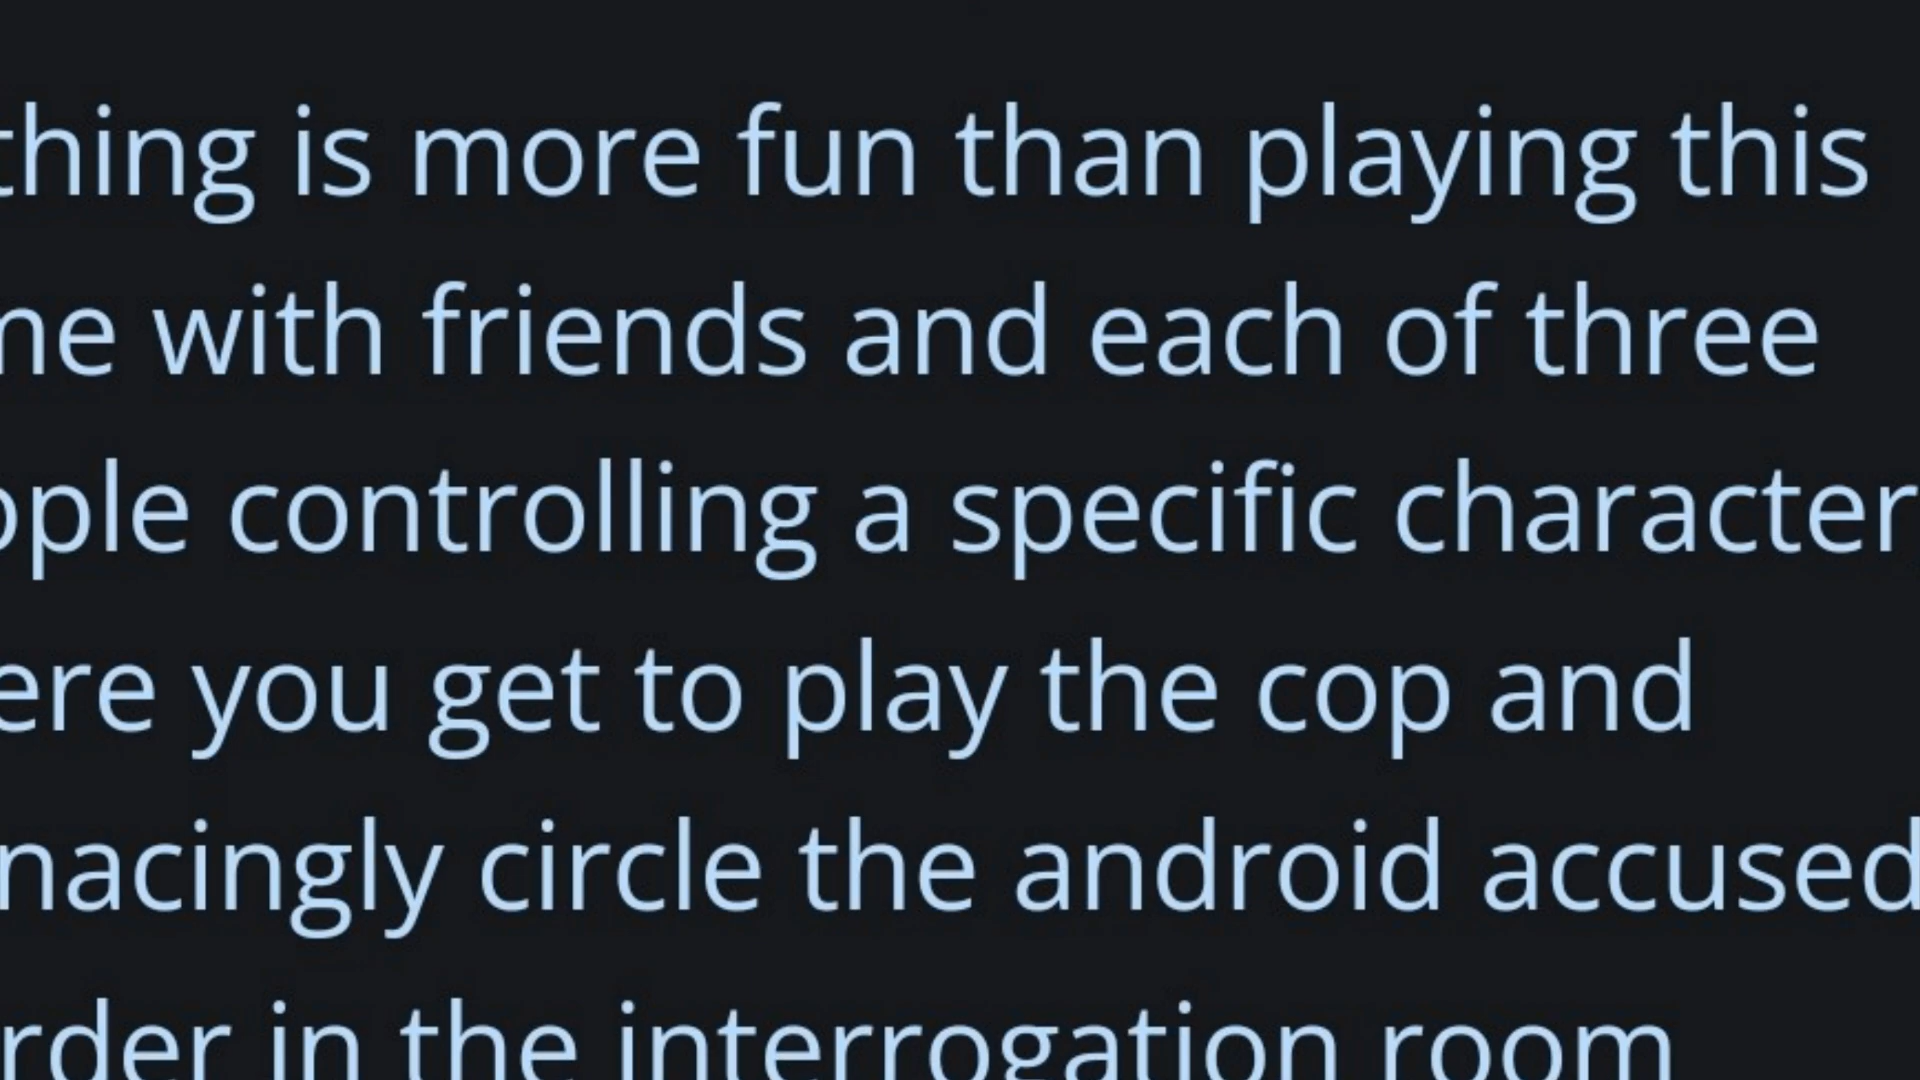 thing is more fun than playing this
me with friends and each of three
ople controlling a specific character,
ere you get to play the cop and
nacingly circle the android accused
rder in the interrogation room